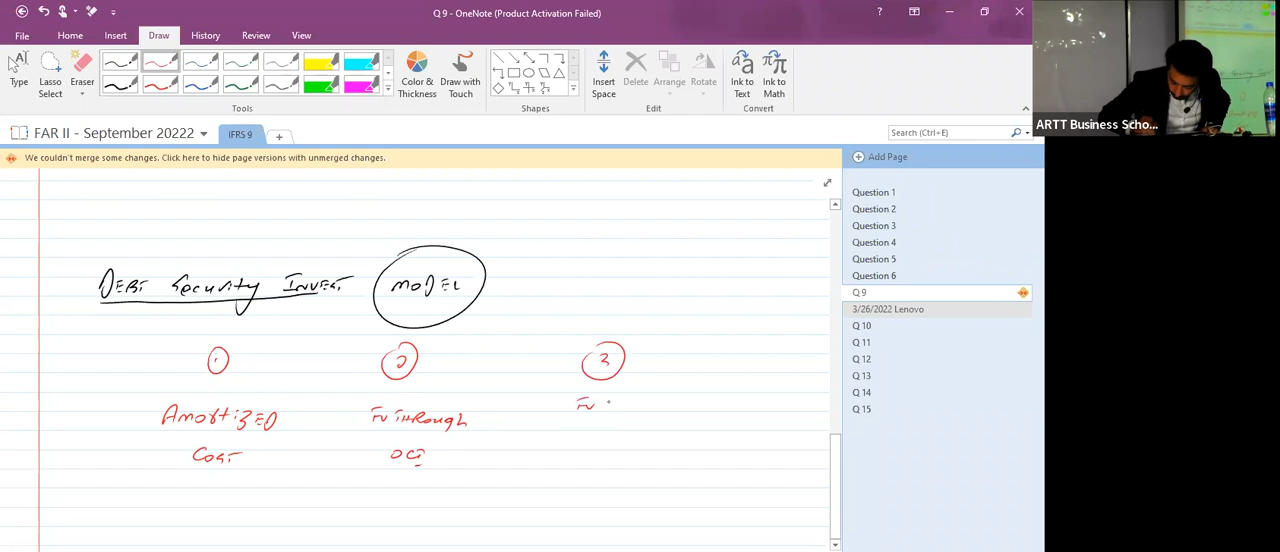 Q 9 - OneNote (Product Activation Failed)
?
File Home Insert Draw History Review View
Type
Lasso Select
Eraser
Color & Thickness
Draw with Touch
Insert Space
Delete
Arrange
Rotate
Ink to Text
Ink to Math
Tools
Shapes
Edit
Convert
ARTT Business Scho...
FAR II - September 20222
IFRS 9
Search (Ctrl+E)
We couldn't merge some changes. Click here to hide page versions with unmerged changes.
Add Page
Question 1
Question 2
Question 3
Question 4
Question 5
Question 6
Q 9
3/26/2022 Lenovo
Q 10
Q 11
Q 12
Q 13
Q 14
Q 15
DEBT Security INVEST MODEL
1 2 3
AmortizED
COST
FV THROUGH
OCI
FV